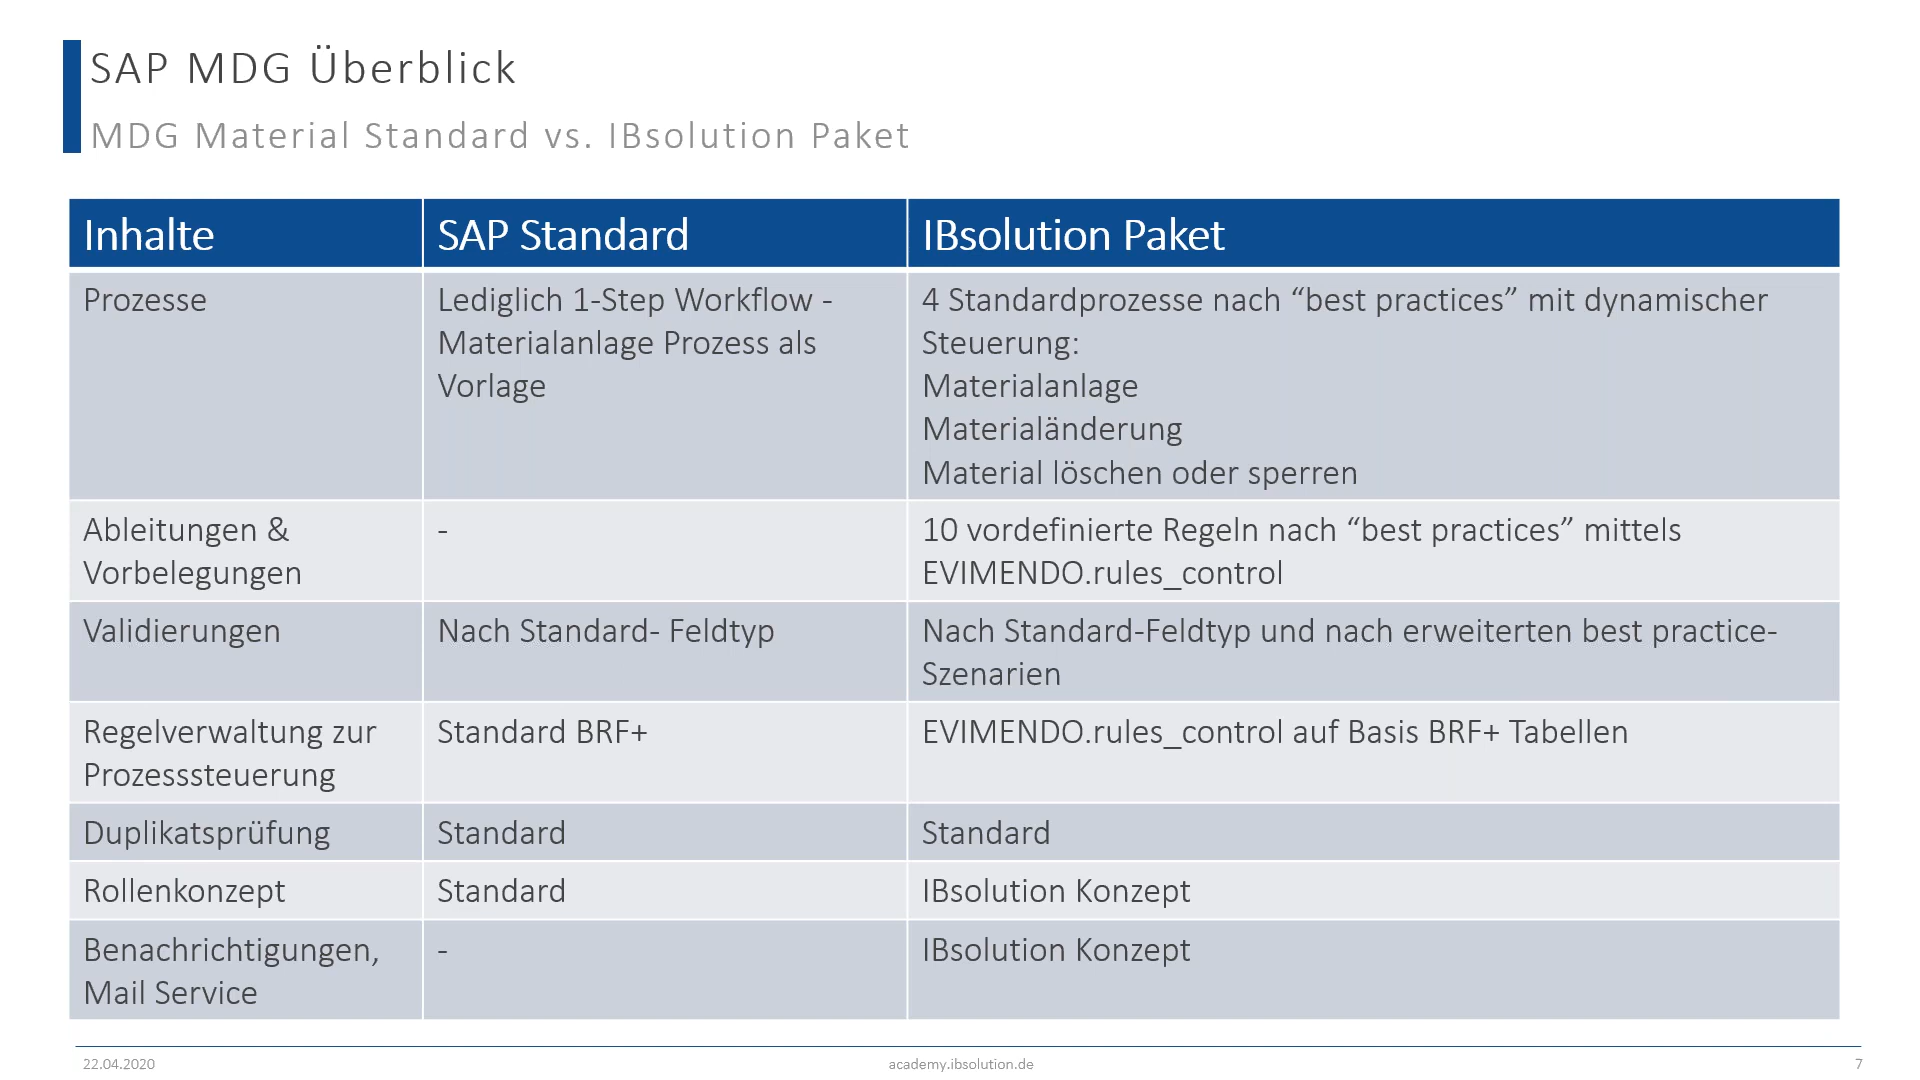 SAP MDG Überblick
MDG Material Standard vs. IBsolution Paket
Inhalte
SAP Standard
IBsolution Paket
Prozesse
Lediglich 1-Step Workflow -
Materialanlage Prozess als
Vorlage
4 Standardprozesse nach “best practices” mit dynamischer
Steuerung:
Materialanlage
Materialänderung
Material löschen oder sperren
Ableitungen &
Vorbelegungen
-
10 vordefinierte Regeln nach “best practices” mittels
EVIMENDO.rules_control
Validierungen
Nach Standard- Feldtyp
Nach Standard-Feldtyp und nach erweiterten best practice-
Szenarien
Regelverwaltung zur
Prozesssteuerung
Standard BRF+
EVIMENDO.rules_control auf Basis BRF+ Tabellen
Duplikatsprüfung
Standard
Standard
Rollenkonzept
Standard
IBsolution Konzept
Benachrichtigungen,
Mail Service
-
IBsolution Konzept
22.04.2020
academy.ibsolution.de
7